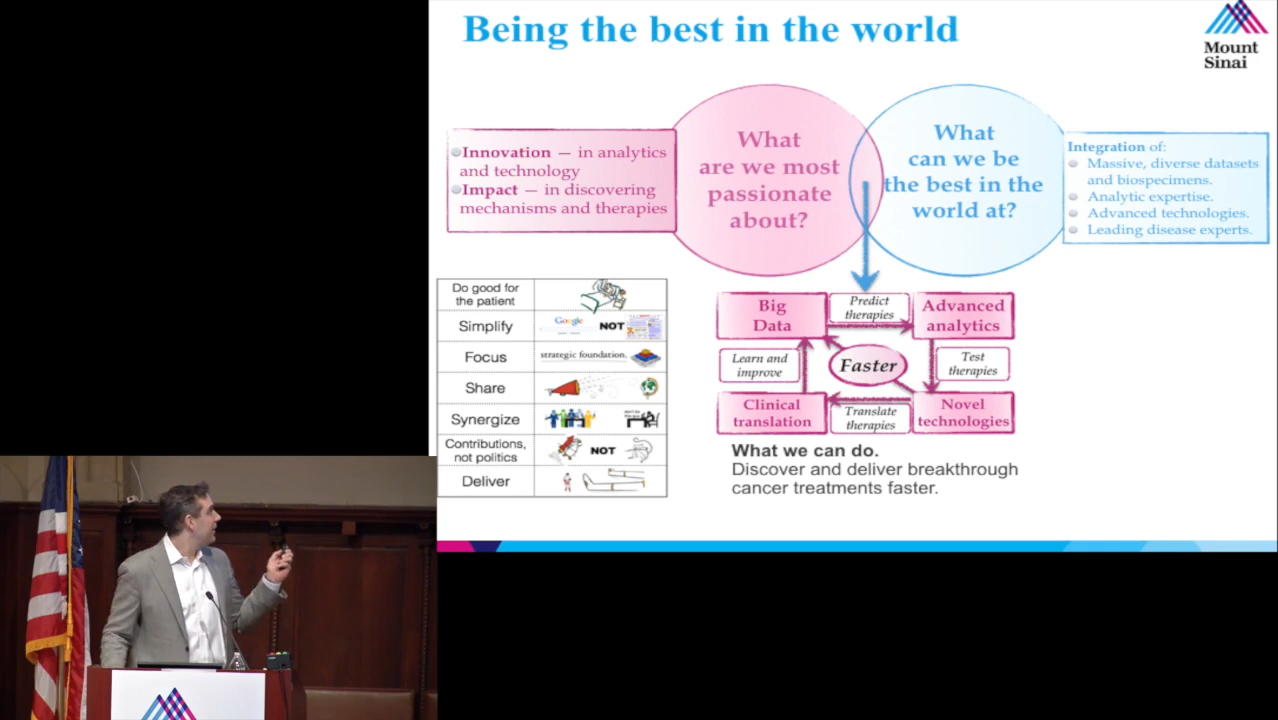 Being the best in the world
Mount
Sinai
Innovation — in analytics
and technology
Impact — in discovering
mechanisms and therapies
What
are we most
passionate
about?
What
can we be
the best in the
world at?
Integration of:
Massive, diverse datasets
and biospecimens.
Analytic expertise.
Advanced technologies.
Leading disease experts.
Do good for
the patient
Simplify
Google
NOT
Focus
strategic foundation.
Share
Synergize
Contributions,
not politics
NOT
Deliver
Big
Data
Predict
therapies
Advanced
analytics
Learn and
improve
Faster
Test
therapies
Clinical
translation
Translate
therapies
Novel
technologies
What we can do.
Discover and deliver breakthrough
cancer treatments faster.